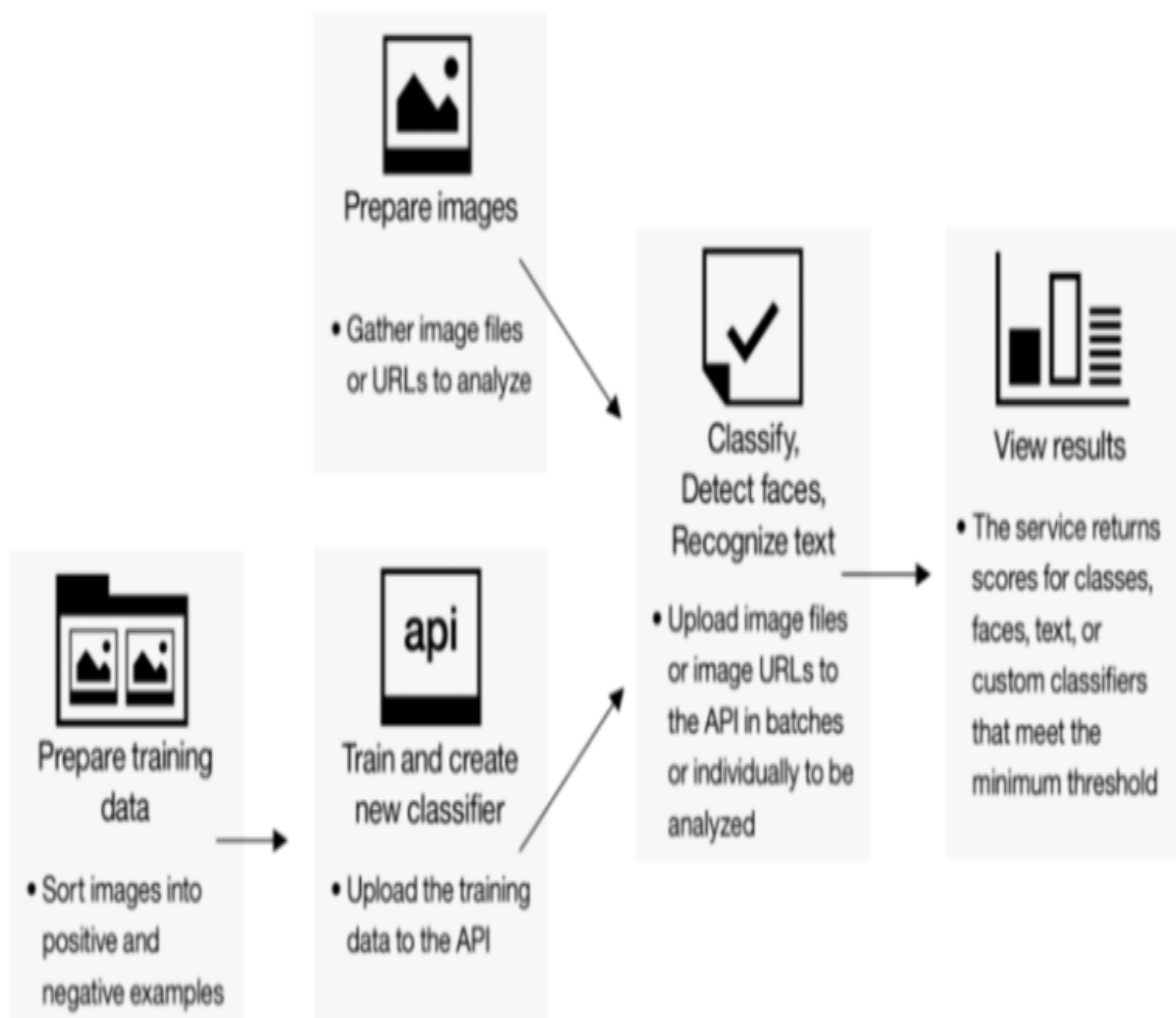 Prepare images
• Gather image files
or URLs to analyze
Prepare training
data
• Sort images into
positive and
negative examples
api
Train and create
new classifier
• Upload the training
data to the API
Classify,
Detect faces,
Recognize text
• Upload image files
or image URLs to
the API in batches
or individually to be
analyzed
View results
• The service returns
scores for classes,
faces, text, or
custom classifiers
that meet the
minimum threshold